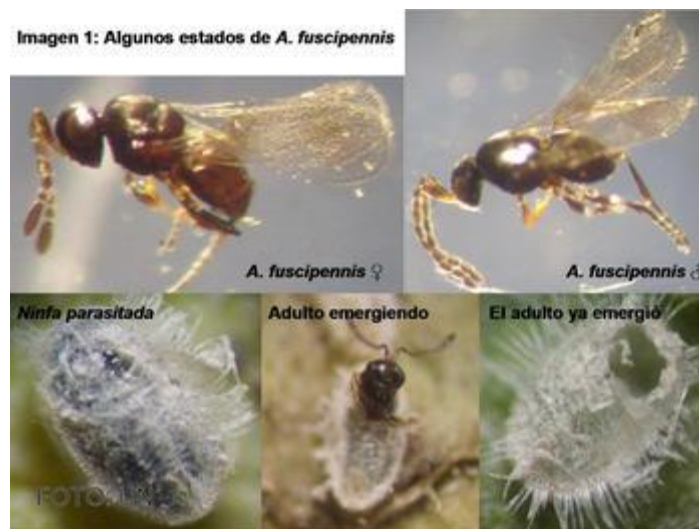 Imagen 1: Algunos estados de A. fuscipennis
A. fuscipennis ♀
A. fuscipennis ♂
Ninfa parasitada
Adulto emergiendo
El adulto ya emergió